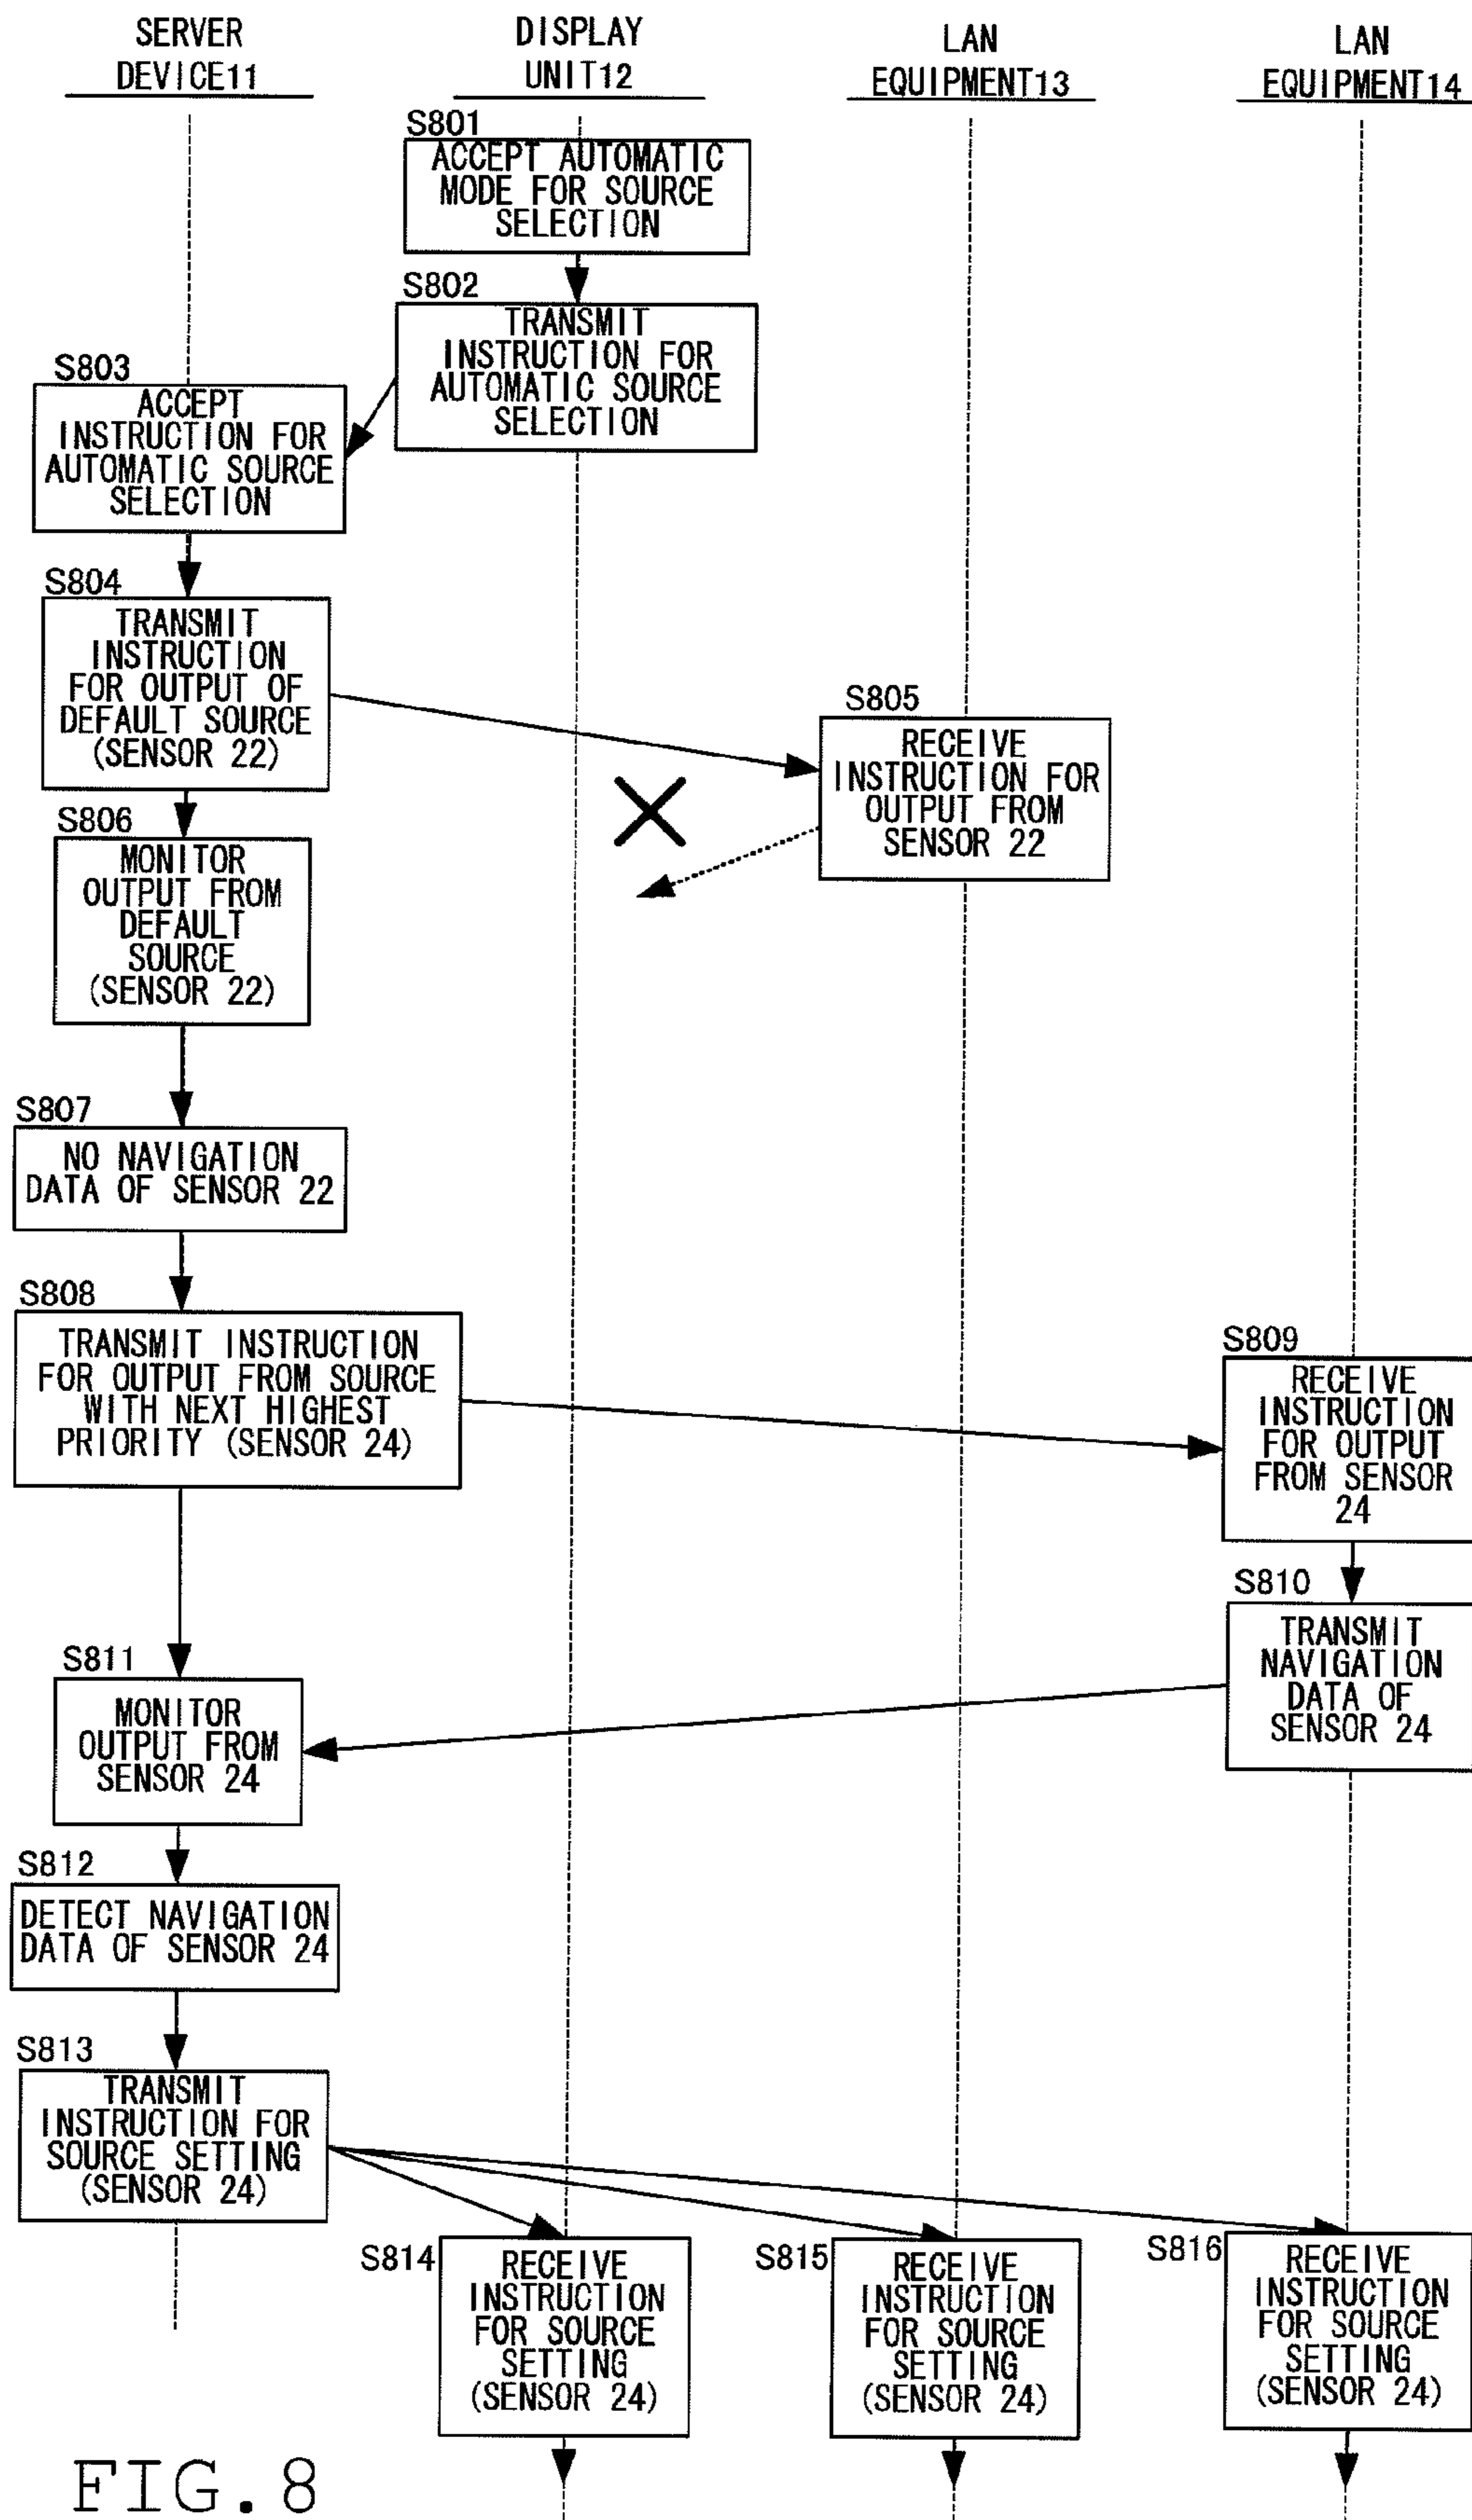 SERVER
DEVICE11
DISPLAY
UNIT12
LAN
EQUIPMENT13
LAN
EQUIPMENT14
S801
ACCEPT AUTOMATIC
MODE FOR SOURCE
SELECTION
S802
TRANSMIT
INSTRUCTION FOR
AUTOMATIC SOURCE
SELECTION
S803
ACCEPT
INSTRUCTION FOR
AUTOMATIC SOURCE
SELECTION
S804
TRANSMIT
INSTRUCTION
FOR OUTPUT OF
DEFAULT SOURCE
(SENSOR 22)
S805
RECEIVE
INSTRUCTION FOR
OUTPUT FROM
SENSOR 22
S806
MONITOR
OUTPUT FROM
DEFAULT
SOURCE
(SENSOR 22)
S807
NO NAVIGATION
DATA OF SENSOR 22
S808
TRANSMIT INSTRUCTION
FOR OUTPUT FROM SOURCE
WITH NEXT HIGHEST
PRIORITY (SENSOR 24)
S809
RECEIVE
INSTRUCTION
FOR OUTPUT
FROM SENSOR
24
S810
TRANSMIT
NAVIGATION
DATA OF
SENSOR 24
S811
MONITOR
OUTPUT FROM
SENSOR 24
S812
DETECT NAVIGATION
DATA OF SENSOR 24
S813
TRANSMIT
INSTRUCTION FOR
SOURCE SETTING
(SENSOR 24)
S814
RECEIVE
INSTRUCTION
FOR SOURCE
SETTING
(SENSOR 24)
S815
RECEIVE
INSTRUCTION
FOR SOURCE
SETTING
(SENSOR 24)
S816
RECEIVE
INSTRUCTION
FOR SOURCE
SETTING
(SENSOR 24)
FIG. 8